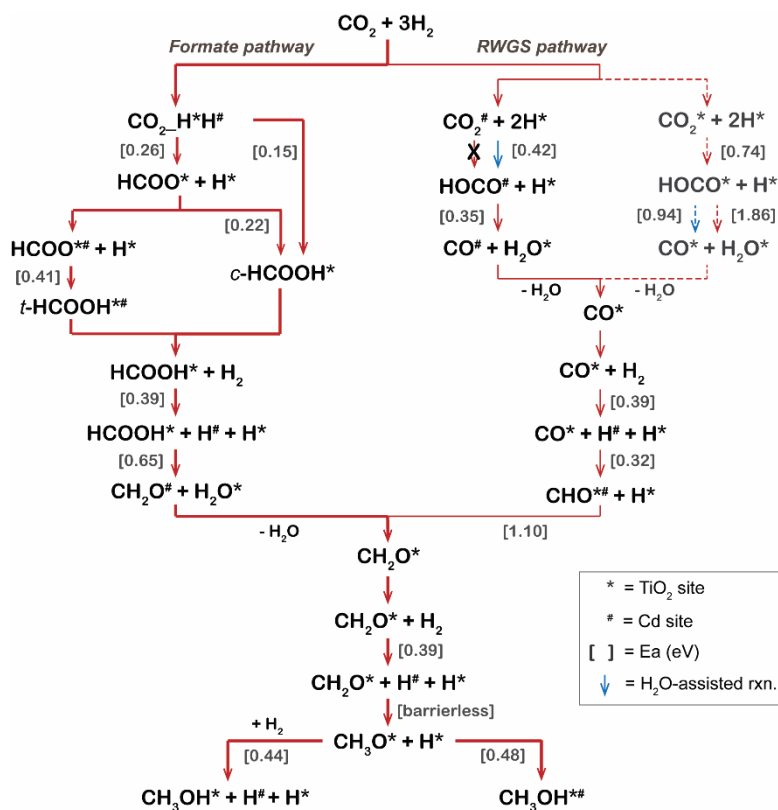 CO₂ + 3H₂
Formate pathway
RWGS pathway
CO₂_H*H#
CO₂# + 2H*
CO₂* + 2H*
[0.26]
[0.15]
X
[0.42]
[0.74]
HCOO* + H*
HOCO# + H*
HOCO* + H*
[0.22]
[0.35]
[0.94]
[1.86]
HCOO*# + H*
c-HCOOH*
CO# + H₂O*
CO* + H₂O*
[0.41]
t-HCOOH*#
- H₂O
- H₂O
CO*
HCOOH* + H₂
CO* + H₂
[0.39]
[0.39]
HCOOH* + H# + H*
CO* + H# + H*
[0.65]
[0.32]
CH₂O# + H₂O*
CHO*# + H*
- H₂O
[1.10]
CH₂O*
CH₂O* + H₂
[0.39]
CH₂O* + H# + H*
[barrierless]
+ H₂
CH₃O* + H*
[0.44]
[0.48]
CH₃OH* + H# + H*
CH₃OH*#
* = TiO₂ site
# = Cd site
[ ] = Ea (eV)
↓ = H₂O-assisted rxn.